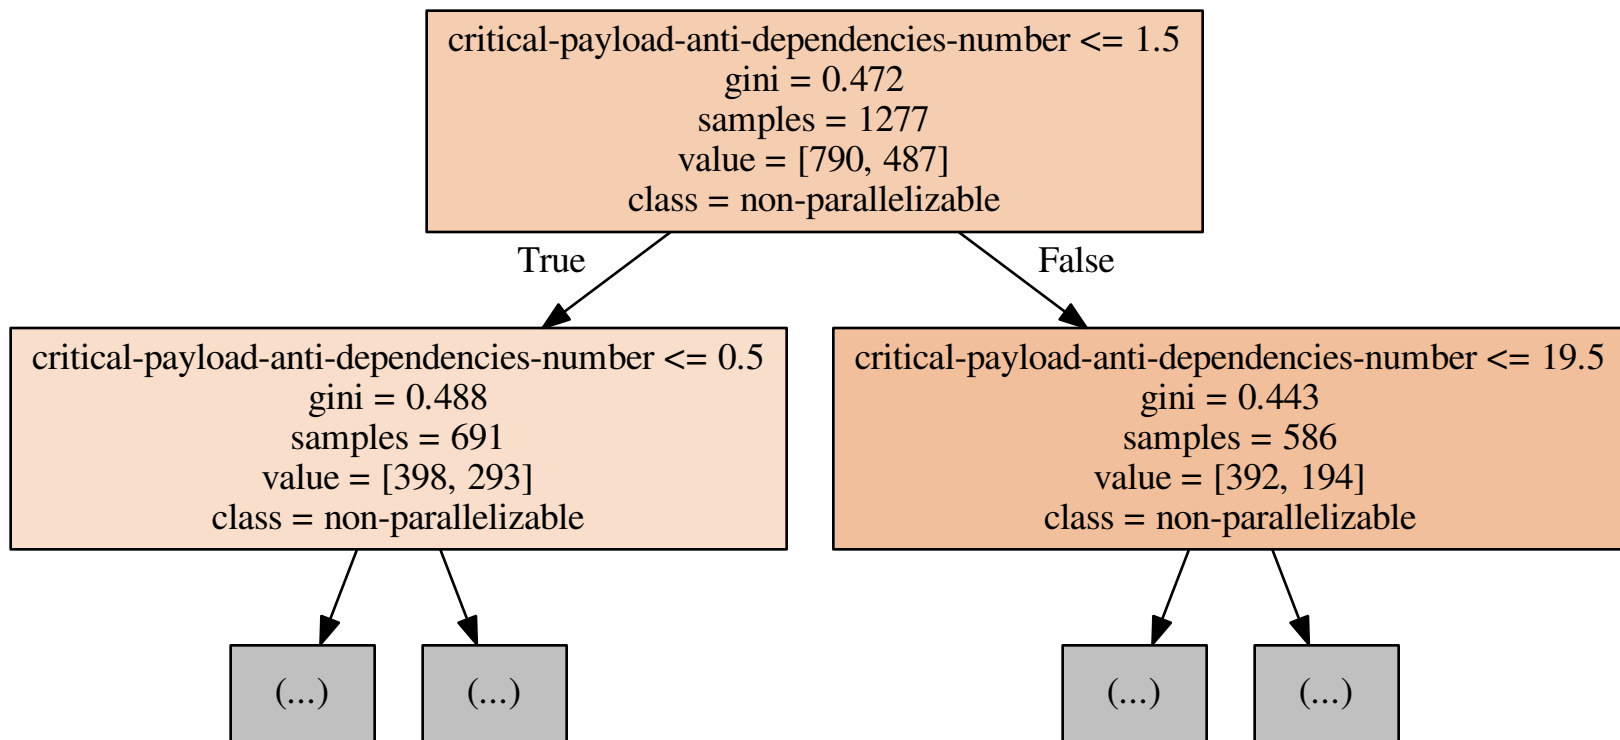 critical-payload-anti-dependencies-number <= 1.5
gini = 0.472
samples = 1277
value = [790, 487]
class = non-parallelizable
True
False
critical-payload-anti-dependencies-number <= 0.5
gini = 0.488
samples = 691
value = [398, 293]
class = non-parallelizable
critical-payload-anti-dependencies-number <= 19.5
gini = 0.443
samples = 586
value = [392, 194]
class = non-parallelizable
(...)
(...)
(...)
(...)